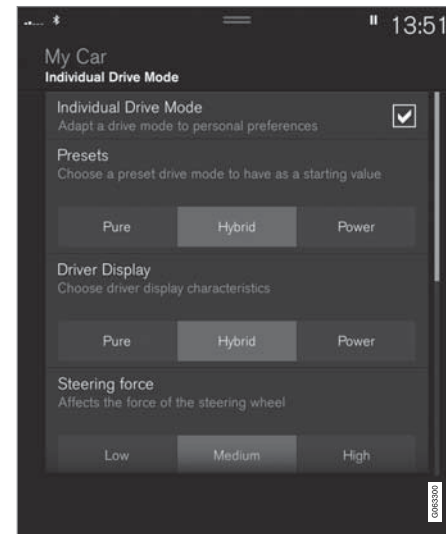 13:51
My Car
Individual Drive Mode
Individual Drive Mode
Adapt a drive mode to personal preferences
Presets
Choose a preset drive mode to have as a starting value
Pure Hybrid Power
Driver Display
Choose driver display characteristics
Pure Hybrid Power
Steering force
Affects the force of the steering wheel
Low Medium High
G063300